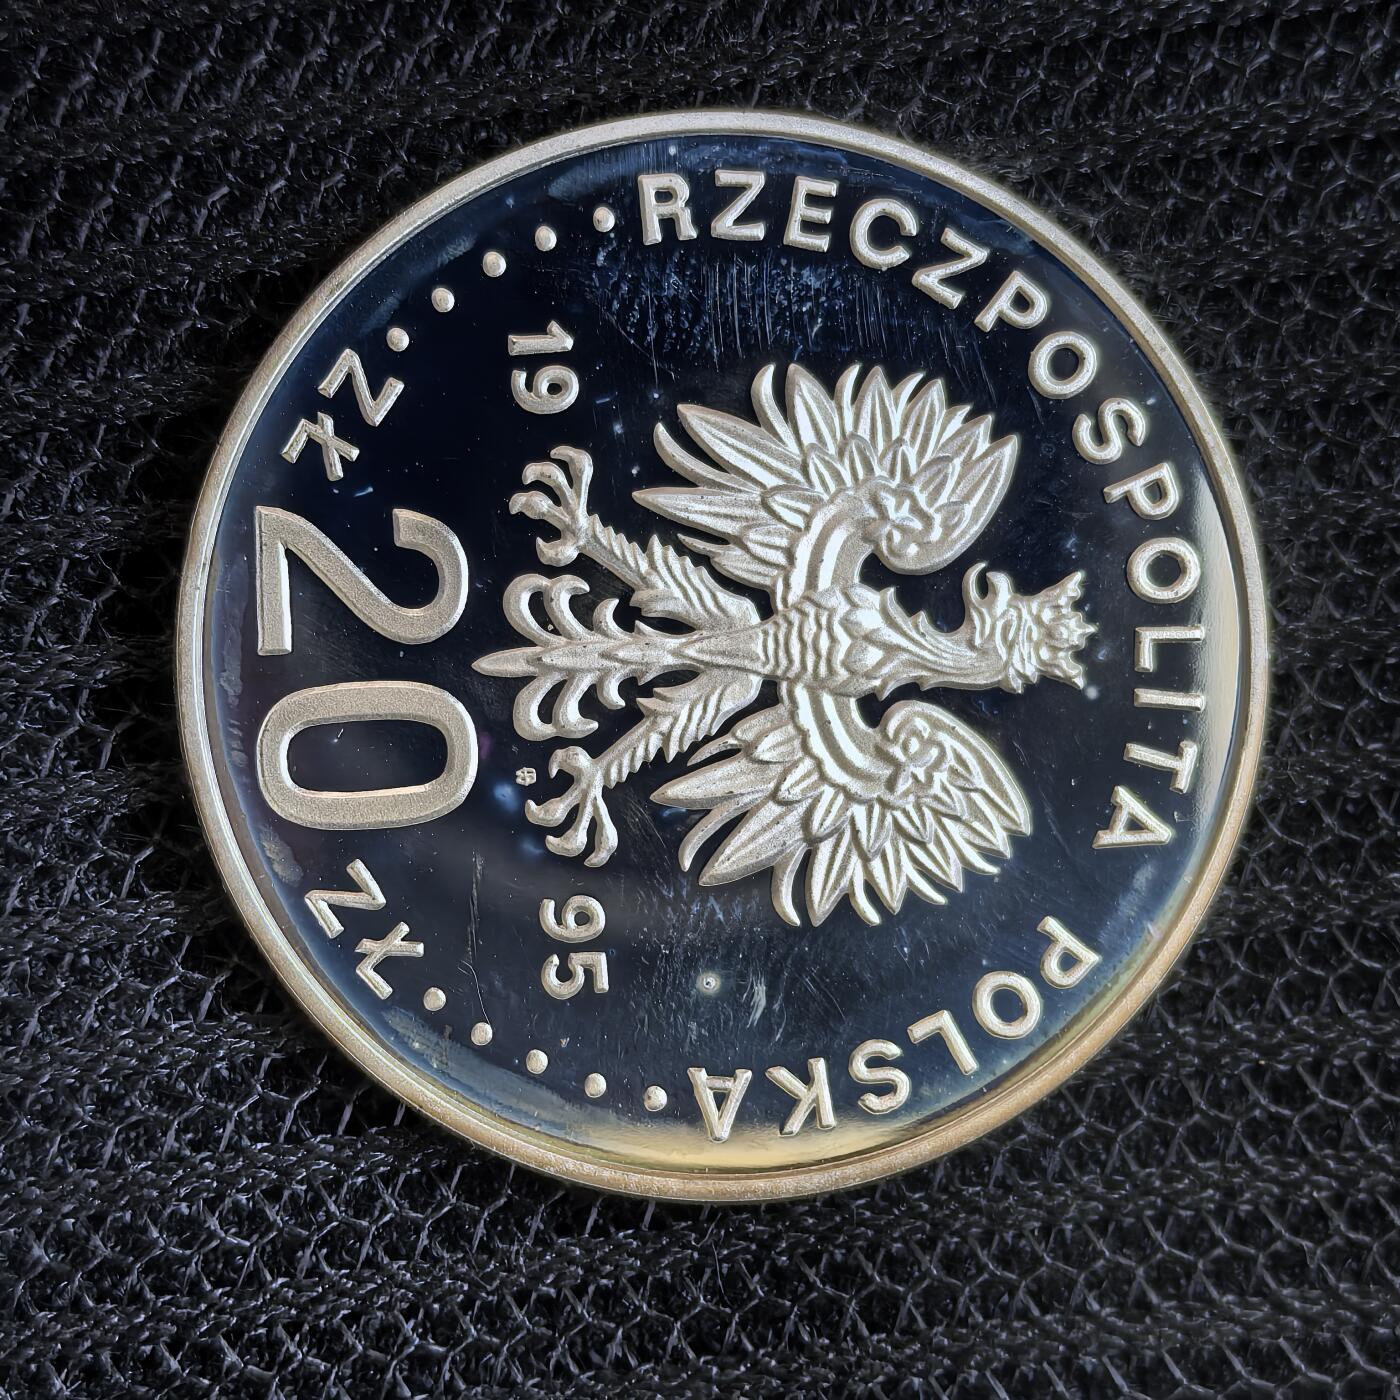 RZECZPOSPOLITA POLSKA
19 95
ZŁ 20 ZŁ